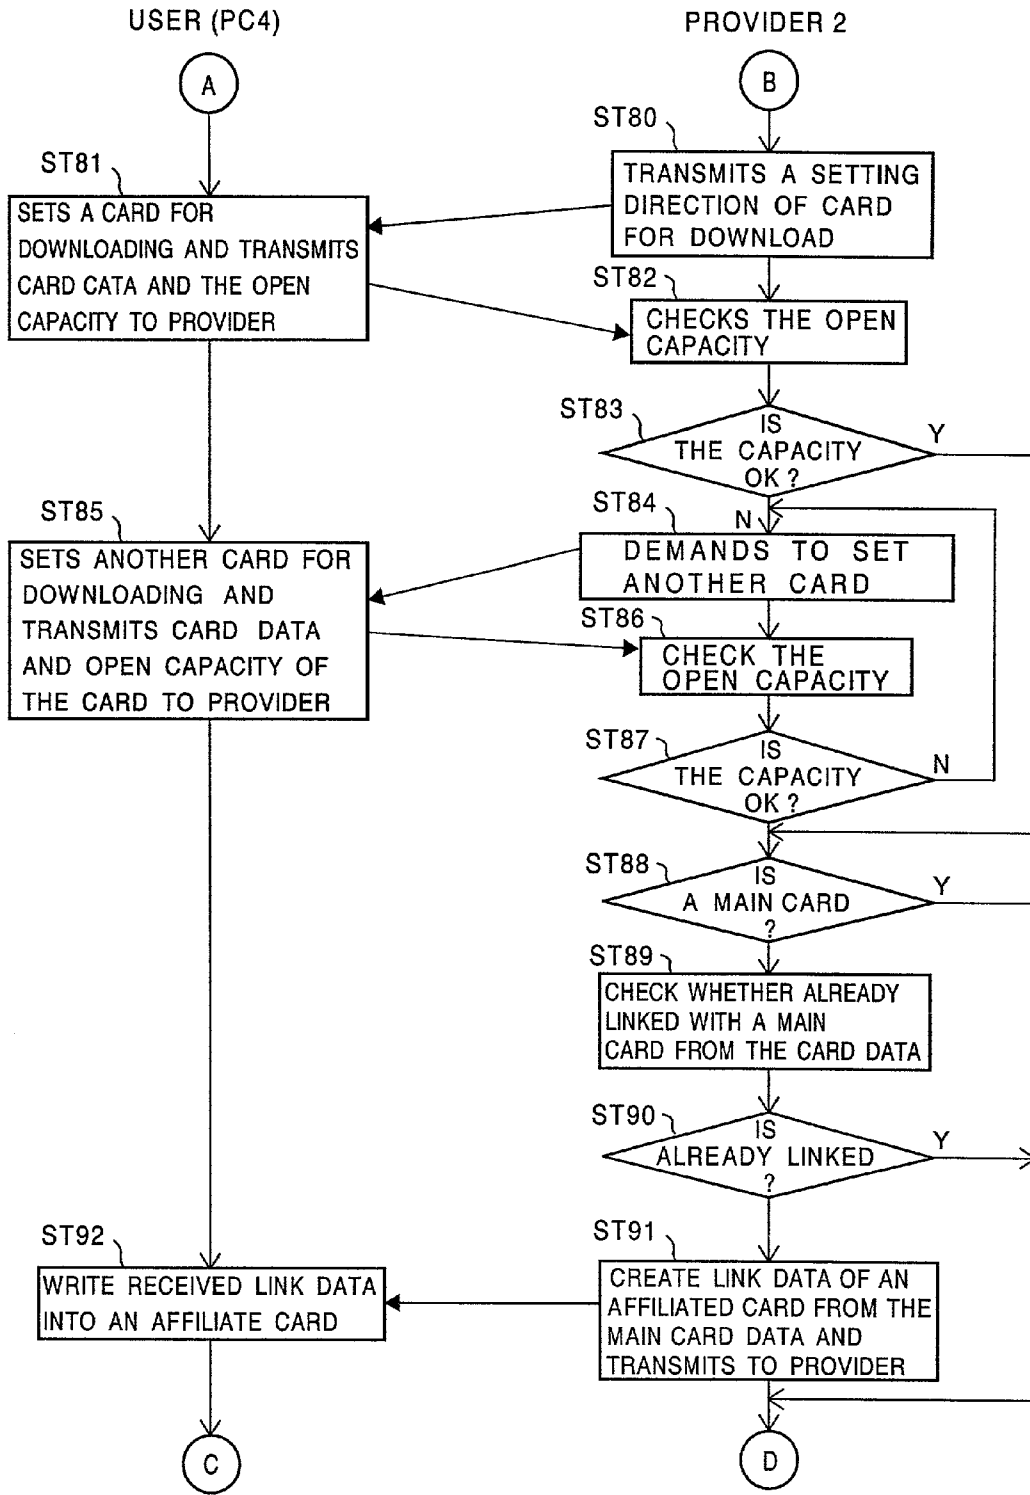 USER (PC4)
PROVIDER 2
A
B
ST80
TRANSMITS A SETTING
DIRECTION OF CARD
FOR DOWNLOAD
ST81
SETS A CARD FOR
DOWNLOADING AND TRANSMITS
CARD CATA AND THE OPEN
CAPACITY TO PROVIDER
ST82
CHECKS THE OPEN
CAPACITY
ST83
IS
THE CAPACITY
OK ?
Y
ST84
N
DEMANDS TO SET
ANOTHER CARD
ST85
SETS ANOTHER CARD FOR
DOWNLOADING AND
TRANSMITS CARD DATA
AND OPEN CAPACITY OF
THE CARD TO PROVIDER
ST86
CHECK THE
OPEN CAPACITY
ST87
IS
THE CAPACITY
OK ?
N
ST88
IS
A MAIN CARD
?
Y
ST89
CHECK WHETHER ALREADY
LINKED WITH A MAIN
CARD FROM THE CARD DATA
ST90
IS
ALREADY LINKED
?
Y
ST91
CREATE LINK DATA OF AN
AFFILIATED CARD FROM THE
MAIN CARD DATA AND
TRANSMITS TO PROVIDER
ST92
WRITE RECEIVED LINK DATA
INTO AN AFFILIATE CARD
C
D